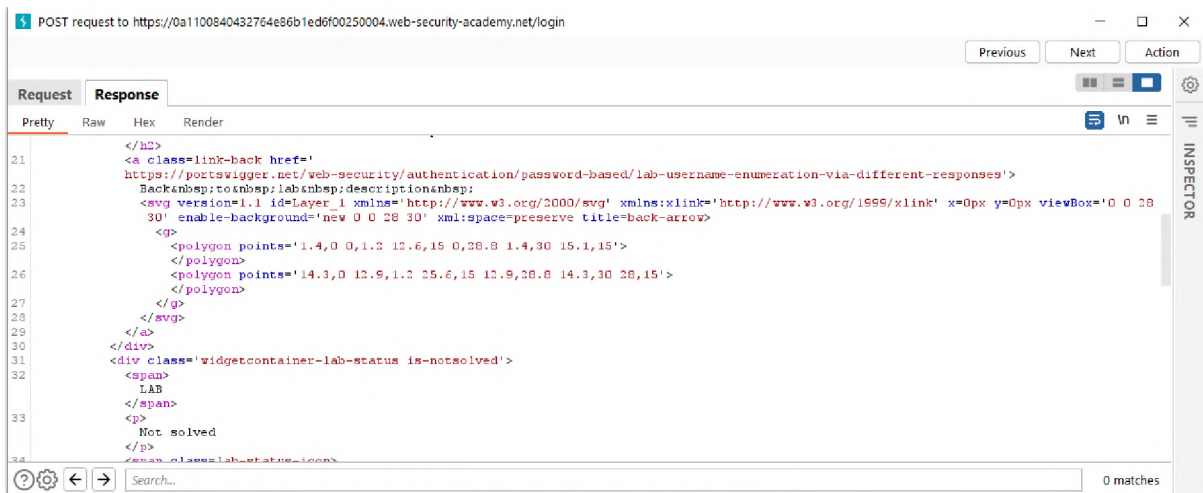 POST request to https://0a1100840432764e86b1ed6f00250004.web-security-academy.net/login
Previous Next Action
Request Response
Pretty Raw Hex Render \n
INSPECTOR
</h2>
21 <a class=link-back href='
https://portswigger.net/web-security/authentication/password-based/lab-username-enumeration-via-different-responses'>
22 Back&nbsp;to&nbsp;lab&nbsp;description&nbsp;
23 <svg version=1.1 id=Layer_1 xmlns='http://www.w3.org/2000/svg' xmlns:xlink='http://www.w3.org/1999/xlink' x=0px y=0px viewBox='0 0 28
30' enable-background='new 0 0 28 30' xml:space=preserve title=back-arrow>
24 <g>
25 <polygon points='1.4,0 0,1.2 12.6,15 0,28.8 1.4,30 15.1,15'>
</polygon>
26 <polygon points='14.3,0 12.9,1.2 25.6,15 12.9,28.8 14.3,30 28,15'>
</polygon>
27 </g>
28 </svg>
29 </a>
30 </div>
31 <div class='widgetcontainer-lab-status is-notsolved'>
32 <span>
LAB
</span>
33 <p>
Not solved
</p>
34 <span class=lab-status-icon>
Search... 0 matches